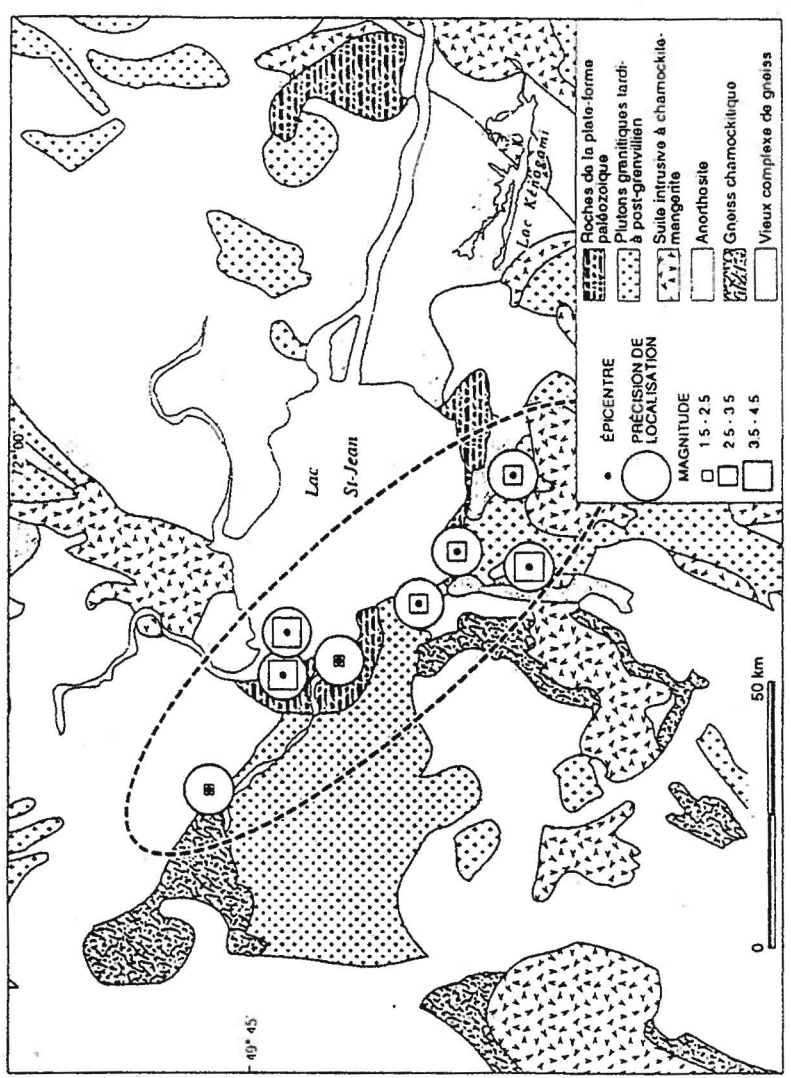 72° 00'
49° 45'
Lac
St-Jean
Lac Kénogami
ÉPICENTRE
PRÉCISION DE
LOCALISATION
MAGNITUDE
1.5 - 2.5
2.5 - 3.5
3.5 - 4.5
Roches de la plate-forme
paléozoïque
Plutons granitiques tardi-
à post-grenvillien
Suite intrusive à charnockite-
mangerite
Anorthosite
Gneiss charnockitique
Vieux complexe de gneiss
0
50 km